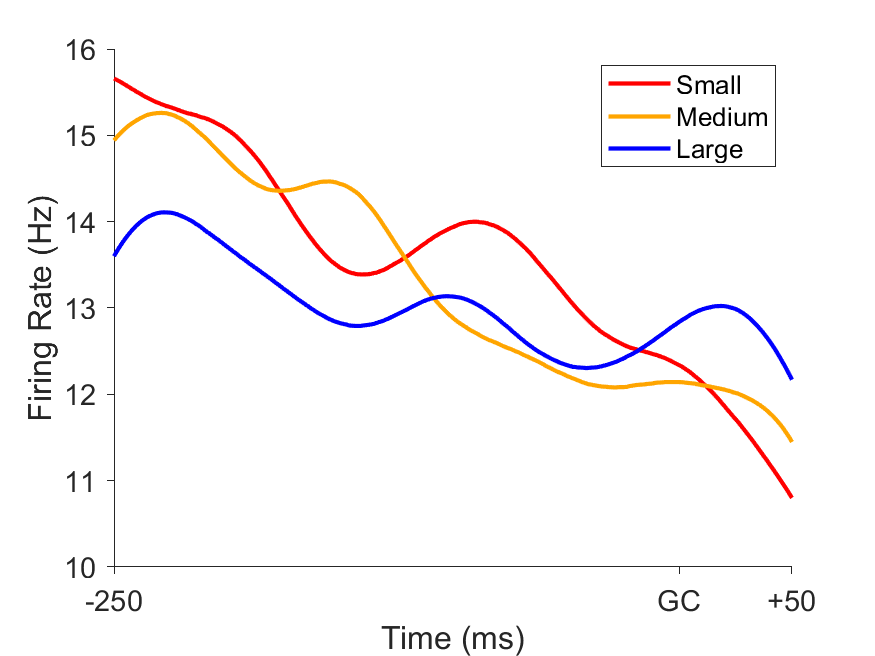 16
15
14
13
12
11
10
Firing Rate (Hz)
Small
Medium
Large
-250
GC
+50
Time (ms)